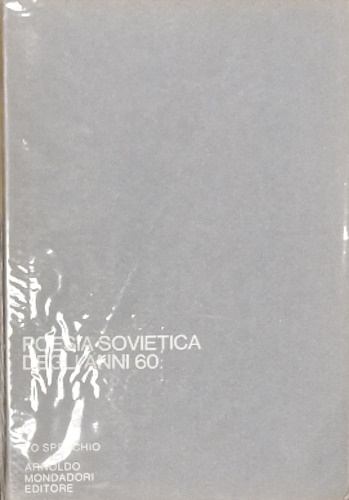 POESIA SOVIETICA
DEGLI ANNI 60
LO SPECCHIO
ARNOLDO
MONDADORI
EDITORE